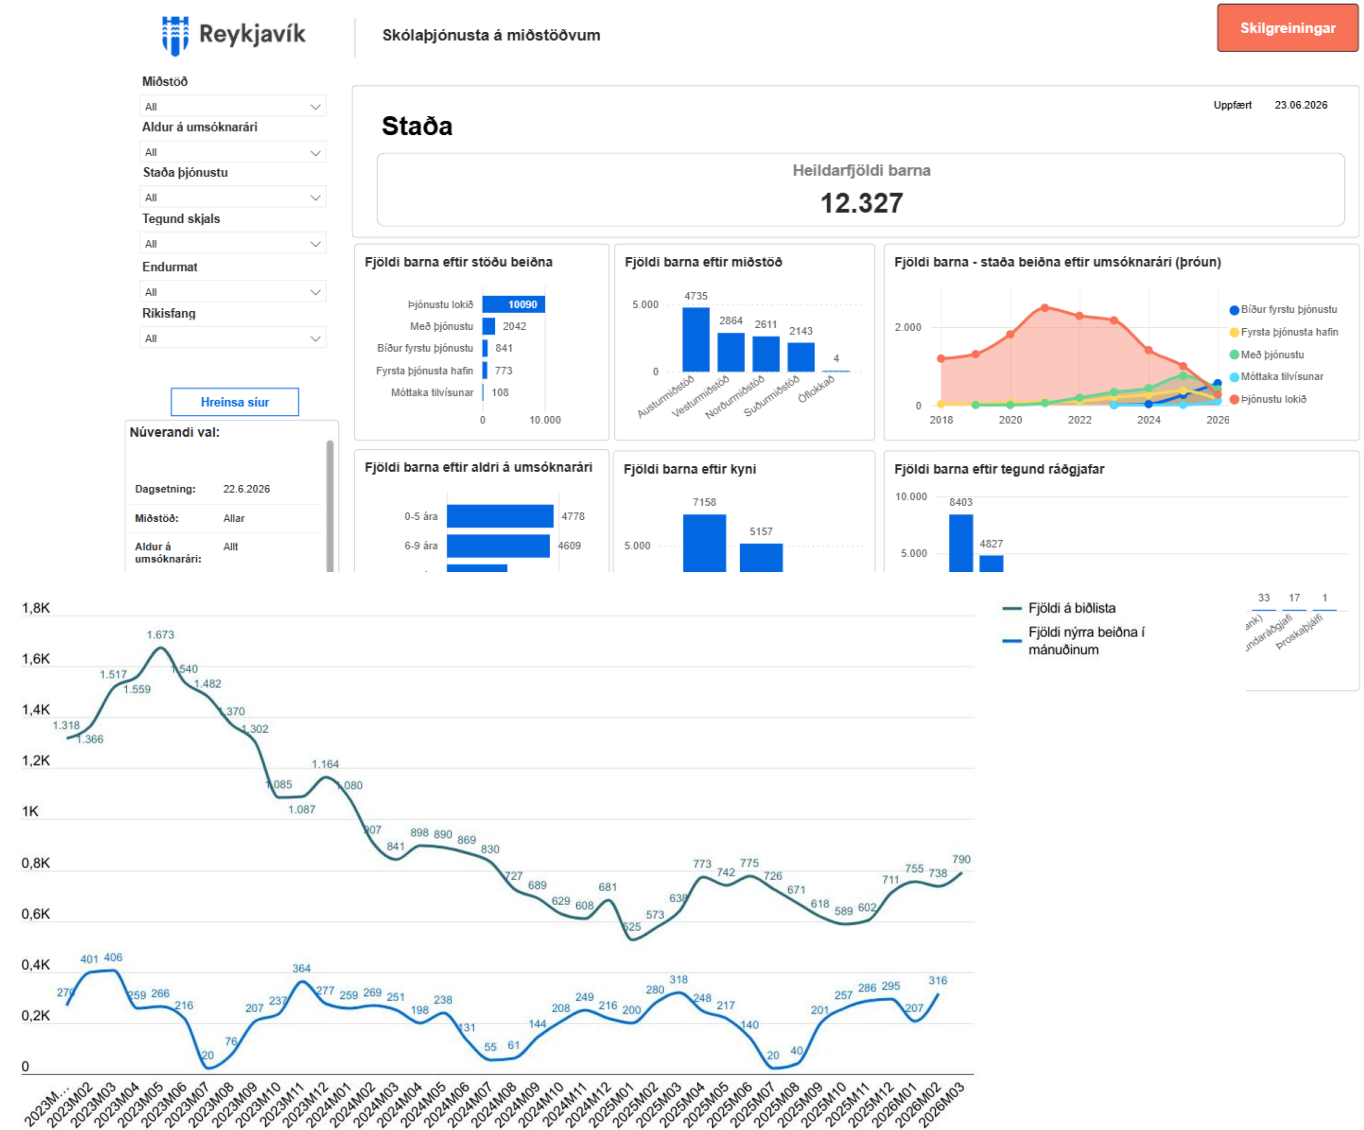 Reykjavík
Skólaþjónusta á miðstöðvum
Skilgreiningar
Miðstöð
All
Aldur á umsóknarári
All
Staða þjónustu
All
Tegund skjals
All
Endurmat
All
Ríkisfang
All
Hreinsa síur
Núverandi val:
Dagsetning: 22.6.2026
Miðstöð: Allar
Aldur á umsóknarári: Allt
Uppfært 23.06.2026
Staða
Heildarfjöldi barna
12.327
Fjöldi barna eftir stöðu beiðna
Þjónustu lokið 10090
Með þjónustu 2042
Bíður fyrstu þjónustu 841
Fyrsta þjónusta hafin 773
Móttaka tilvísunar 108
0 10.000
Fjöldi barna eftir miðstöð
5.000
0
4735 2864 2611 2143 4
Austurmiðstöð Vesturmiðstöð Norðurmiðstöð Suðurmiðstöð Óflokkað
Fjöldi barna - staða beiðna eftir umsóknarári (þróun)
2.000
0
2018 2020 2022 2024 2026
Bíður fyrstu þjónustu
Fyrsta þjónusta hafin
Með þjónustu
Móttaka tilvísunar
Þjónustu lokið
Fjöldi barna eftir aldri á umsóknarári
0-5 ára 4778
6-9 ára 4609
Fjöldi barna eftir kyni
5.000
7158 5157
Fjöldi barna eftir tegund ráðgjafar
10.000
5.000
8403 4827
33 17 1
ank) undaráðgjafi Þroskaþjálfi
Fjöldi á biðlista
Fjöldi nýrra beiðna í
mánuðinum
1,8K
1,6K
1,4K
1,2K
1K
0,8K
0,6K
0,4K
0,2K
0
1.318 1.366 1.517 1.559 1.673 1.540 1.482 1.370 1.302 1.085 1.087 1.164 1.080 907 841 898 890 869 830 727 689 629 608 681 525 573 638 773 742 775 726 671 618 589 602 711 755 738 790
270 401 406 259 266 216 20 76 207 237 364 277 259 269 251 198 238 131 55 61 144 208 249 216 200 280 318 248 217 140 20 40 201 257 286 295 207 316
2023M... 2023M02 2023M03 2023M04 2023M05 2023M06 2023M07 2023M08 2023M09 2023M10 2023M11 2023M12 2024M01 2024M02 2024M03 2024M04 2024M05 2024M06 2024M07 2024M08 2024M09 2024M10 2024M11 2024M12 2025M01 2025M02 2025M03 2025M04 2025M05 2025M06 2025M07 2025M08 2025M09 2025M10 2025M11 2025M12 2026M01 2026M02 2026M03